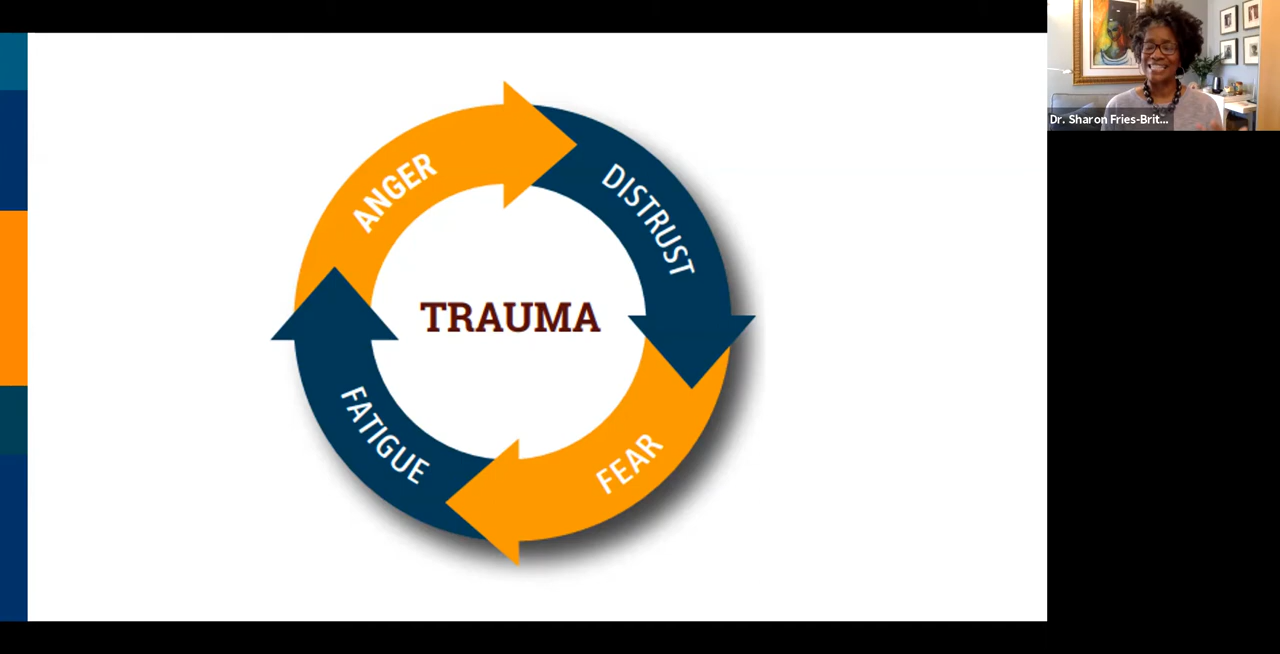 ANGER
DISTRUST
TRAUMA
FATIGUE
FEAR
Dr. Sharon Fries-Brit...